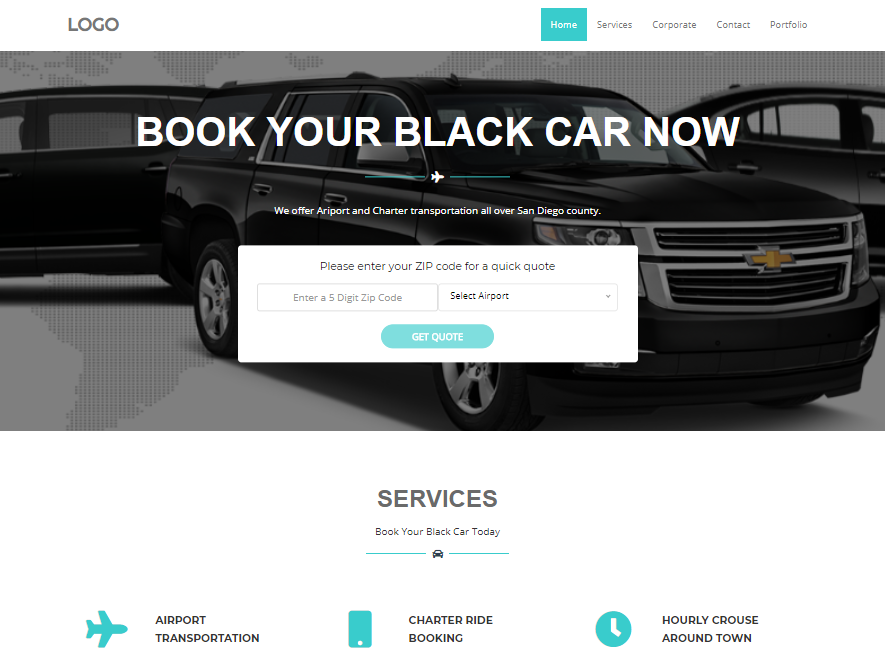 LOGO
Home Services Corporate Contact Portfolio
BOOK YOUR BLACK CAR NOW
We offer Ariport and Charter transportation all over San Diego county.
Please enter your ZIP code for a quick quote
Enter a 5 Digit Zip Code Select Airport
GET QUOTE
SERVICES
Book Your Black Car Today
AIRPORT
TRANSPORTATION
CHARTER RIDE
BOOKING
HOURLY CROUSE
AROUND TOWN